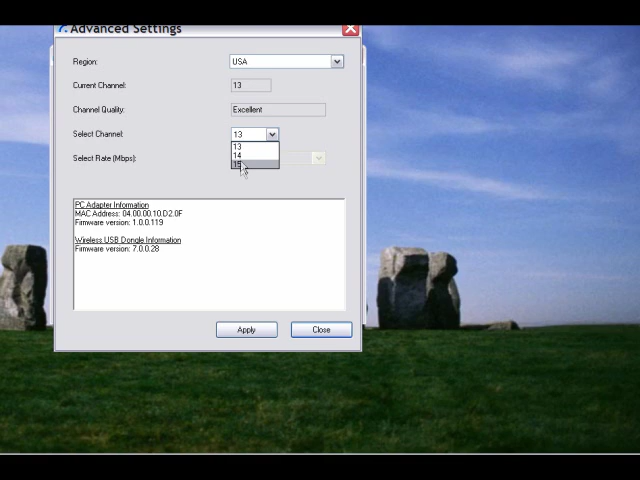 Advanced Settings
Region:
USA
Current Channel:
13
Channel Quality:
Excellent
Select Channel:
13
13
14
15
Select Rate (Mbps):
PC Adapter Information
MAC Address: 04.00.00.10.D2.0F
Firmware version: 1.0.0.119
Wireless USB Dongle Information
Firmware version: 7.0.0.28
Apply
Close